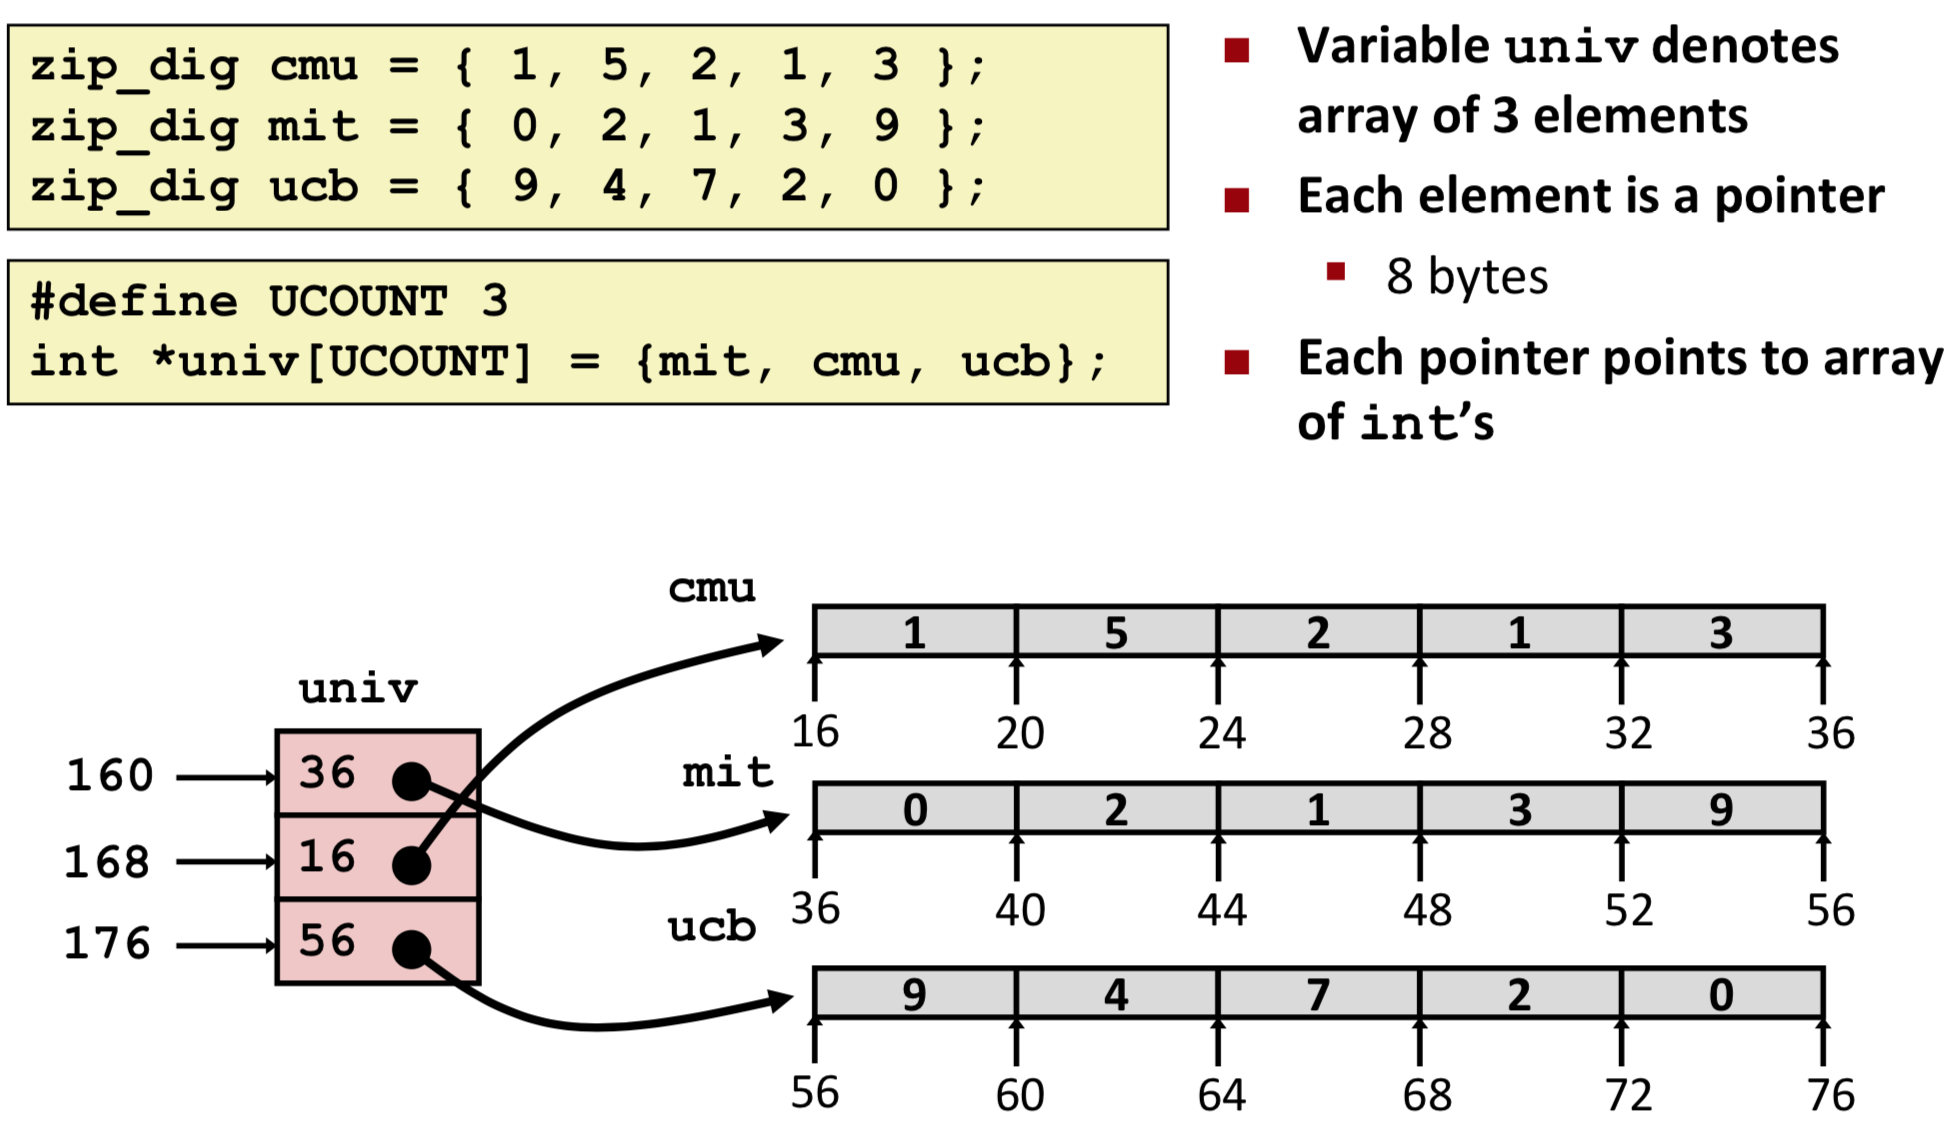 zip_dig cmu = { 1, 5, 2, 1, 3 };
zip_dig mit = { 0, 2, 1, 3, 9 };
zip_dig ucb = { 9, 4, 7, 2, 0 };
#define UCOUNT 3
int *univ[UCOUNT] = {mit, cmu, ucb};
Variable univ denotes
array of 3 elements
Each element is a pointer
8 bytes
Each pointer points to array
of int's
cmu
1 5 2 1 3
16 20 24 28 32 36
univ
160 36
168 16
176 56
mit
0 2 1 3 9
36 40 44 48 52 56
ucb
9 4 7 2 0
56 60 64 68 72 76